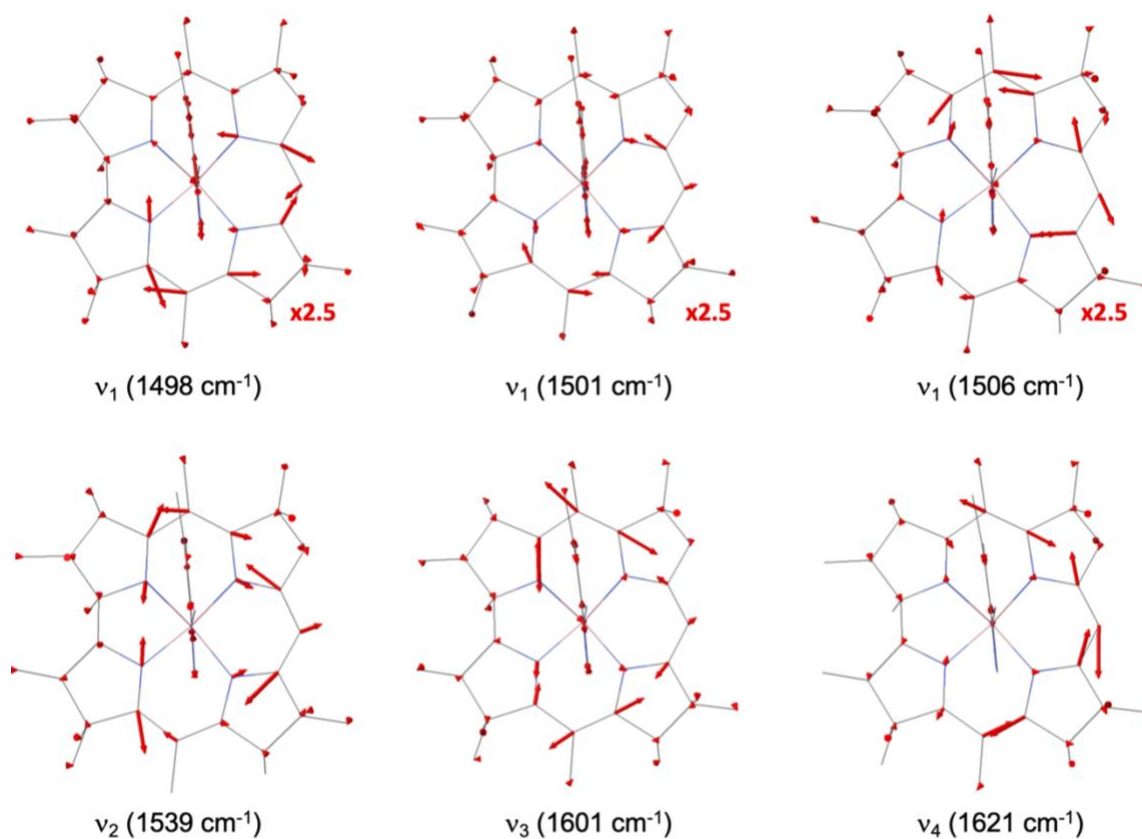 x2.5
x2.5
x2.5
ν₁ (1498 cm⁻¹)
ν₁ (1501 cm⁻¹)
ν₁ (1506 cm⁻¹)
ν₂ (1539 cm⁻¹)
ν₃ (1601 cm⁻¹)
ν₄ (1621 cm⁻¹)